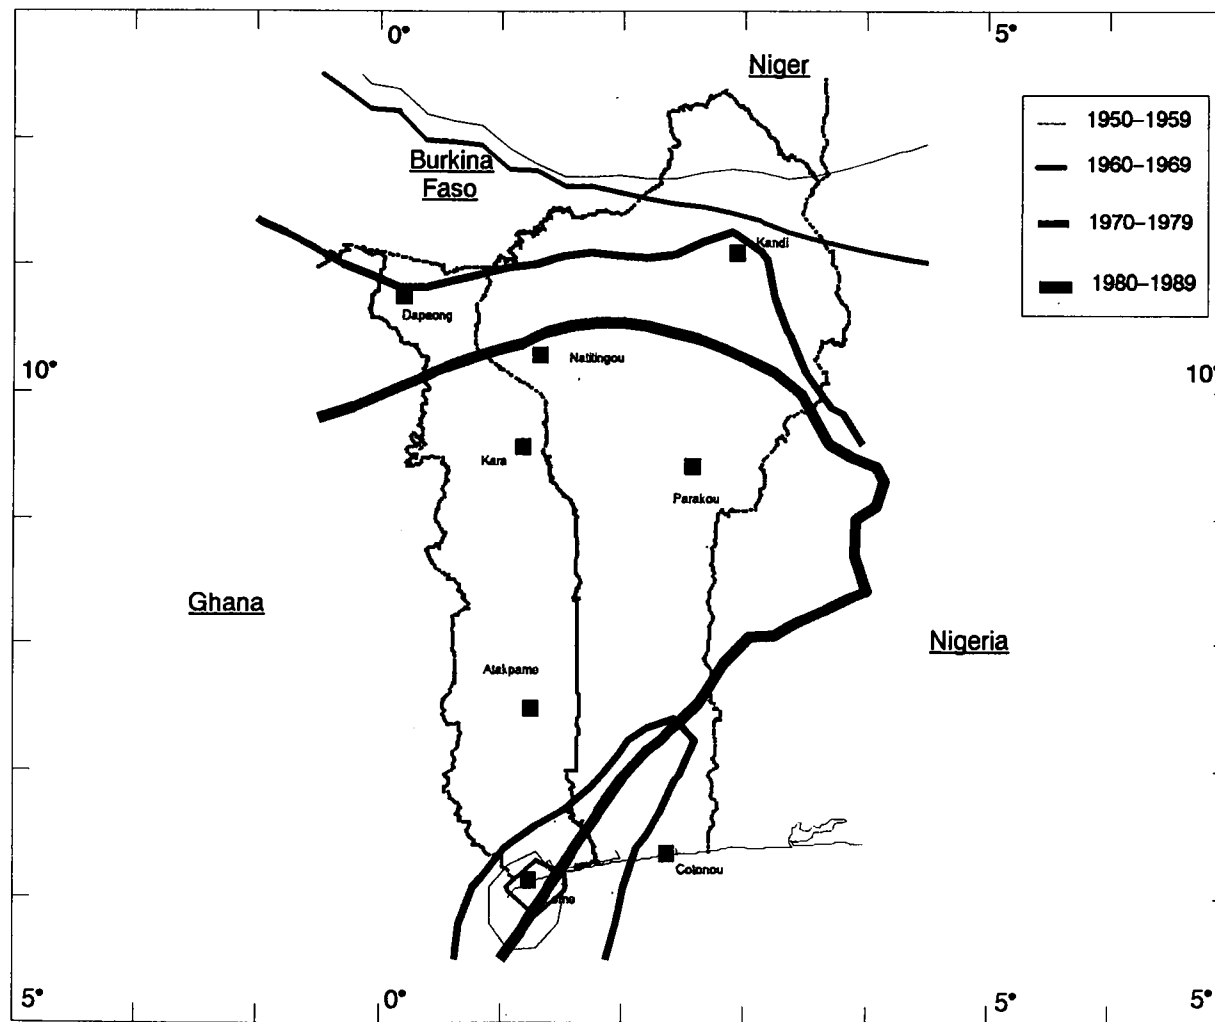 0°
5°
Niger
1950–1959
1960–1969
1970–1979
1980–1989
Burkina
Faso
Kandi
Dapaong
Natitingou
10°
10°
Kara
Parakou
Ghana
Nigeria
Atakpame
Cotonou
5°
0°
5°
5°